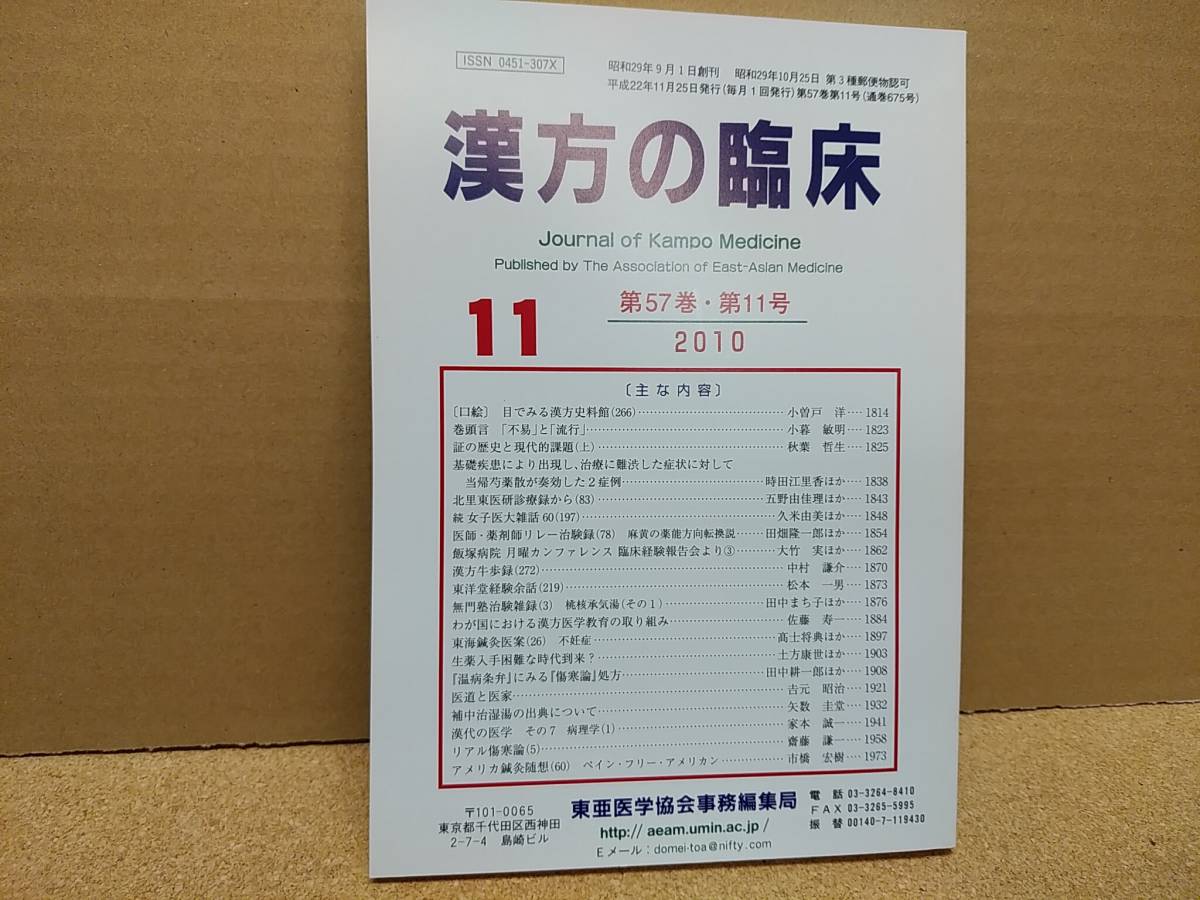 ISSN 0451-307X
昭和29年9月1日創刊 昭和29年10月25日 第3種郵便物認可
平成22年11月25日発行(毎月1回発行)第57巻第11号(通巻675号)
漢方の臨床
Journal of Kampo Medicine
Published by The Association of East-Asian Medicine
11
第57巻・第11号
2010
〔主な内容〕
〔口絵〕 目でみる漢方史料館(266)……小曽戸 洋……1814
巻頭言 「不易」と「流行」……小暮 敏明……1823
証の歴史と現代的課題(上)……秋葉 哲生……1825
基礎疾患により出現し、治療に難渋した症状に対して
当帰芍薬散が奏効した2症例……時田江里香ほか……1838
北里東医研診療録から(83)……五野由佳理ほか……1843
続 女子医大雑話 60(197)……久米由美ほか……1848
医師・薬剤師リレー治験録(78) 麻黄の薬能方向転換説……田畑隆一郎ほか……1854
飯塚病院 月曜カンファレンス 臨床経験報告会より③……大竹 実ほか……1862
漢方牛歩録(272)……中村 謙介……1870
東洋堂経験余話(219)……松本 一男……1873
無門塾治験雑録(3) 桃核承気湯(その1)……田中まち子ほか……1876
わが国における漢方医学教育の取り組み……佐藤 寿一……1884
東海鍼灸医案(26) 不妊症……髙士将典ほか……1897
生薬入手困難な時代到来?……土方康世ほか……1903
『温病条弁』にみる『傷寒論』処方……田中耕一郎ほか……1908
医道と医家……吉元 昭治……1921
補中治湿湯の出典について……矢数 圭堂……1932
漢代の医学 その7 病理学(1)……家本 誠一……1941
リアル傷寒論(5)……齋藤 謙一……1958
アメリカ鍼灸随想(60) ペイン・フリー・アメリカン……市橋 宏樹……1973
〒101-0065
東京都千代田区西神田
2-7-4 島崎ビル
東亜医学協会事務編集局
http:// aeam.umin.ac.jp /
Eメール:domei-toa@nifty.com
電 話 03-3264-8410
FAX 03-3265-5995
振 替 00140-7-119430